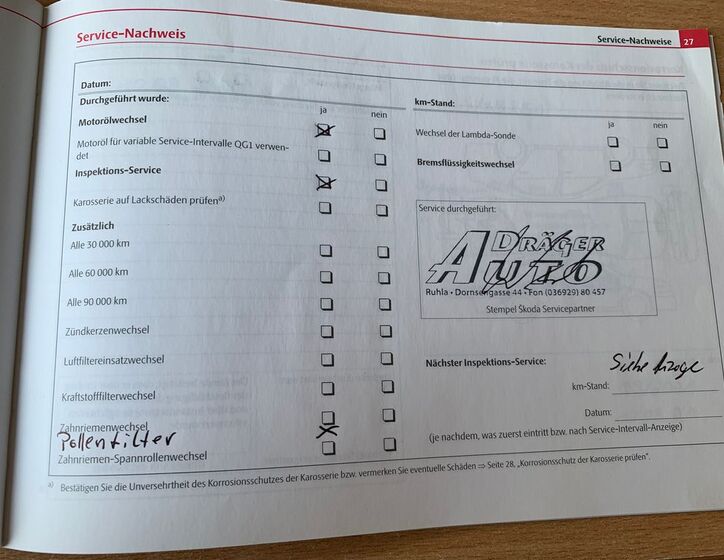 Service-Nachweis
Service-Nachweise 27
Datum:
Durchgeführt wurde:
ja nein
Motorölwechsel
Motoröl für variable Service-Intervalle QG1 verwen-
det
Inspektions-Service
Karosserie auf Lackschäden prüfen a)
Zusätzlich
Alle 30 000 km
Alle 60 000 km
Alle 90 000 km
Zündkerzenwechsel
Luftfiltereinsatzwechsel
Kraftstofffilterwechsel
Zahnriemenwechsel
Pollenfilter
Zahnriemen-Spannrollenwechsel
km-Stand:
ja nein
Wechsel der Lambda-Sonde
Bremsflüssigkeitswechsel
Service durchgeführt:
DRÄGER
AUTO
Ruhla • Dornsengasse 44 • Fon (036929) 80 457
Stempel Škoda Servicepartner
Nächster Inspektions-Service:
Siehe Anzeige
km-Stand:
Datum:
(je nachdem, was zuerst eintritt bzw. nach Service-Intervall-Anzeige)
a) Bestätigen Sie die Unversehrtheit des Korrosionsschutzes der Karosserie bzw. vermerken Sie eventuelle Schäden ⇒ Seite 28, „Korrosionsschutz der Karosserie prüfen".